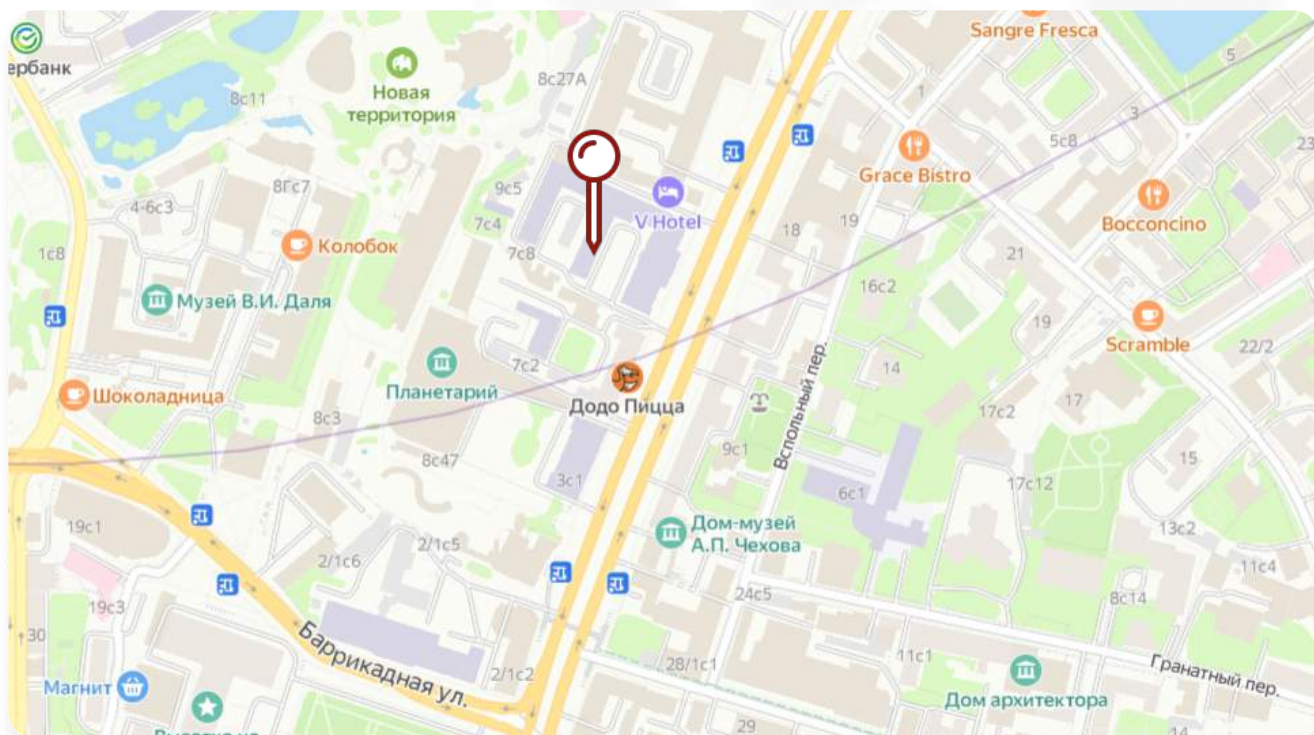 Sangre Fresca
ербанк
5
8с27А
Новая
территория
8с11
1
3
5с8
23
Grace Bistro
8Гс7
9с5
4-6с3
7с4
V Hotel
19
18
Bocconcino
Колобок
1с8
7с8
21
16с2
Музей В.И. Даля
19
Scramble
22/2
7с2
14
Планетарий
Шоколадница
Додо Пицца
17с2
17
8с3
Вспольный пер.
9с1
8с47
15
3с1
6с1
17с12
19с1
Дом-музей
А.П. Чехова
13с2
2/1с5
2/1с6
11с4
24с5
8с14
19с3
30
Баррикадная ул.
11с1
28/1с1
Гранатный пер.
2/1с2
Магнит
Дом архитектора
29
14